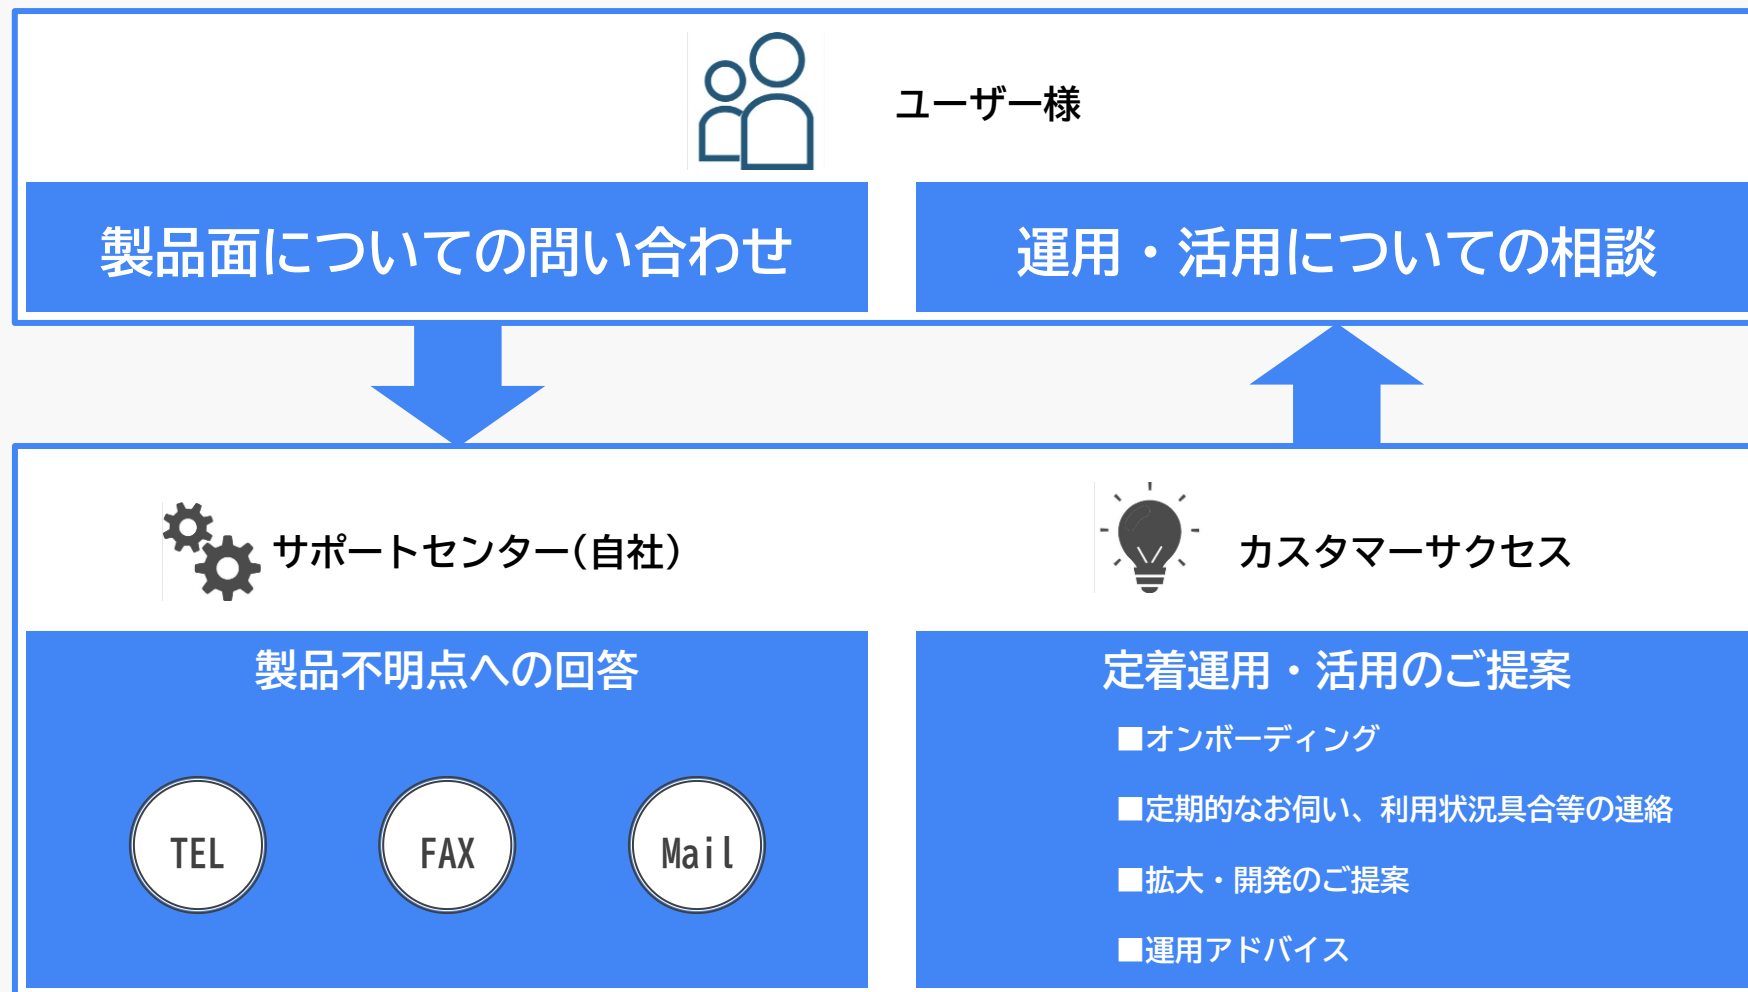 ユーザー様
製品面についての問い合わせ
運用・活用についての相談
サポートセンター(自社)
カスタマーサクセス
製品不明点への回答
TEL
FAX
Mail
定着運用・活用のご提案
■オンボーディング
■定期的なお伺い、利用状況具合等の連絡
■拡大・開発のご提案
■運用アドバイス